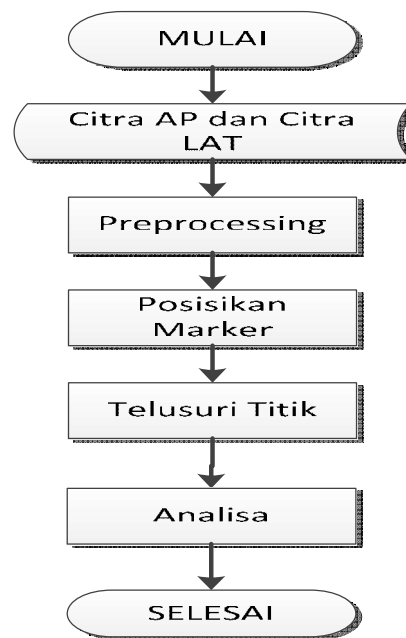 MULAI
Citra AP dan Citra
LAT
Preprocessing
Posisikan
Marker
Telusuri Titik
Analisa
SELESAI